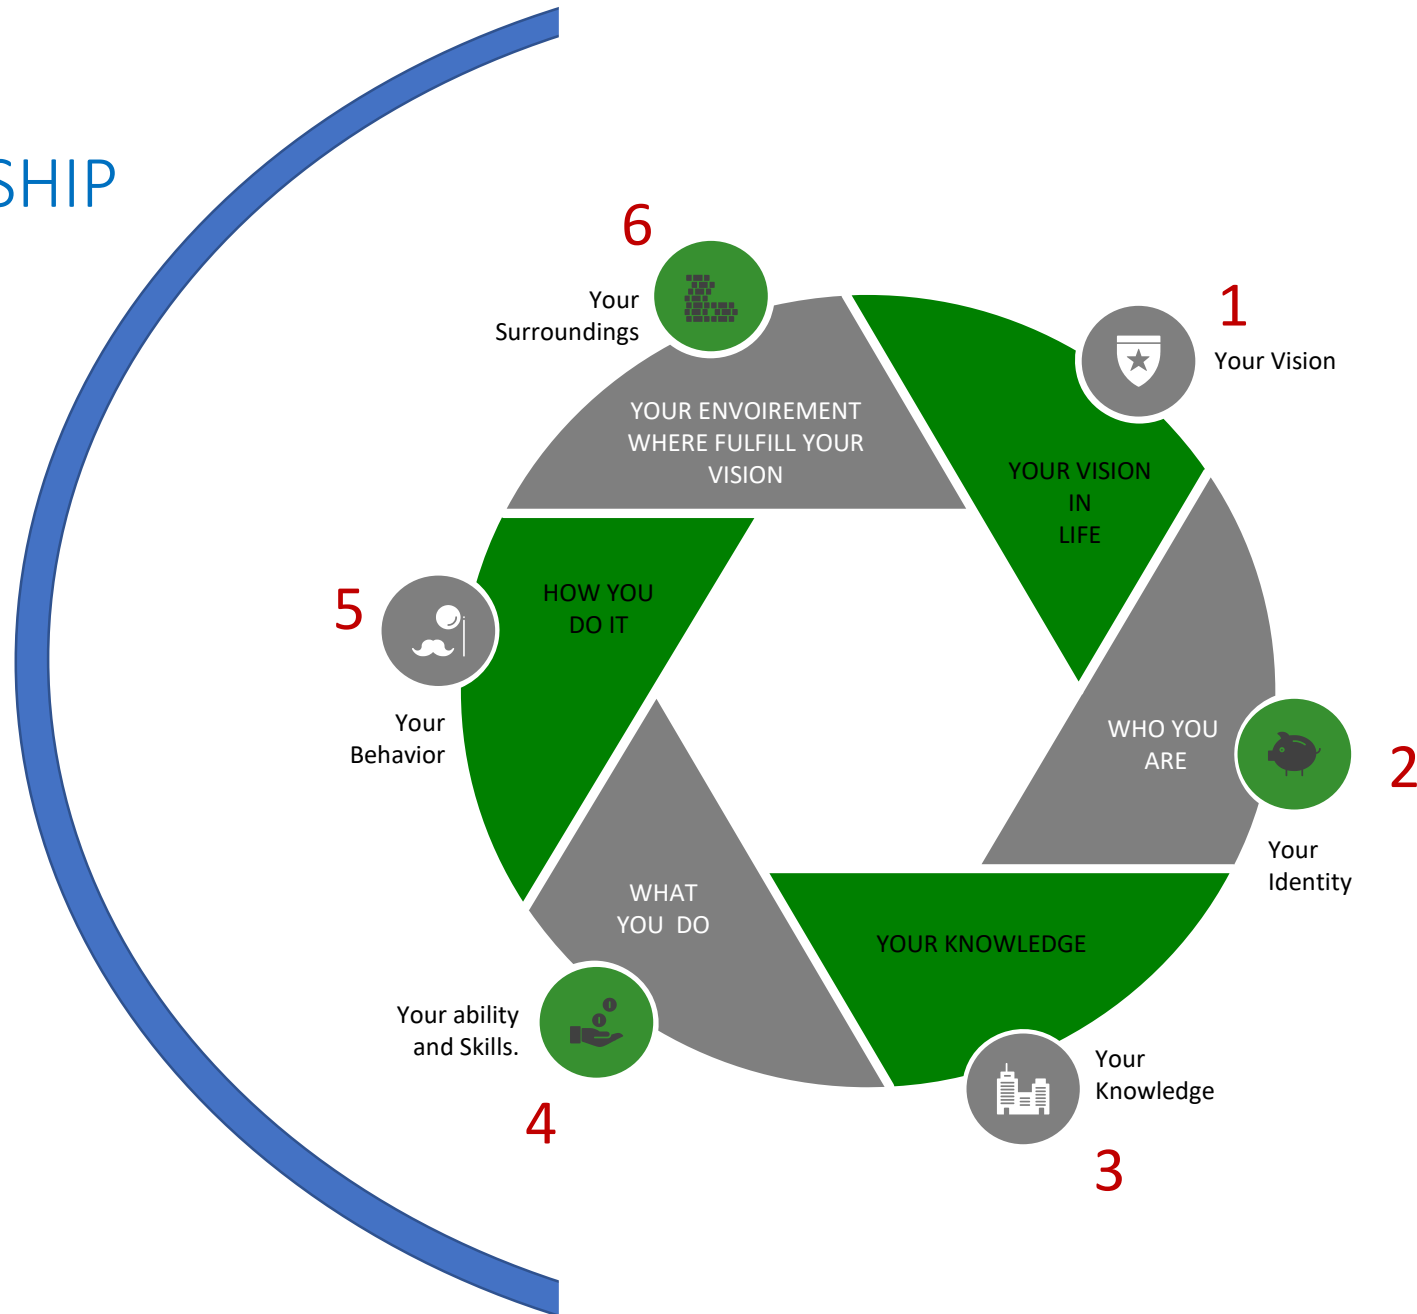 SHIP
6
Your
Surroundings
1
Your Vision
YOUR ENVOIREMENT
WHERE FULFILL YOUR
VISION
YOUR VISION
IN
LIFE
HOW YOU
DO IT
5
Your
Behavior
WHO YOU
ARE
2
Your
Identity
WHAT
YOU  DO
YOUR KNOWLEDGE
Your ability
and Skills.
4
Your
Knowledge
3